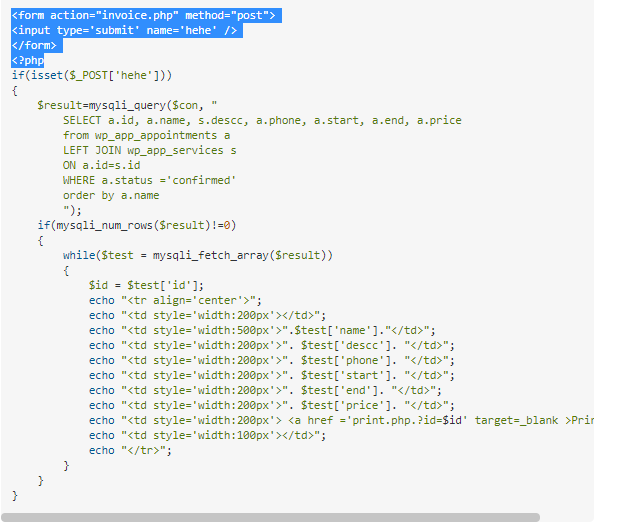 <form action="invoice.php" method="post">
<input type='submit' name='hehe' />
</form>
<?php
if(isset($_POST['hehe']))
{
    $result=mysqli_query($con, "
        SELECT a.id, a.name, s.descc, a.phone, a.start, a.end, a.price
        from wp_app_appointments a
        LEFT JOIN wp_app_services s
        ON a.id=s.id
        WHERE a.status ='confirmed'
        order by a.name
        ");
    if(mysqli_num_rows($result)!=0)
    {
        while($test = mysqli_fetch_array($result))
        {
            $id = $test['id'];
            echo "<tr align='center'>";
            echo "<td style='width:200px'></td>";
            echo "<td style='width:500px'>".$test['name']."</td>";
            echo "<td style='width:200px'>". $test['descc']. "</td>";
            echo "<td style='width:200px'>". $test['phone']. "</td>";
            echo "<td style='width:200px'>". $test['start']. "</td>";
            echo "<td style='width:200px'>". $test['end']. "</td>";
            echo "<td style='width:200px'>". $test['price']. "</td>";
            echo "<td style='width:200px'> <a href ='print.php.?id=$id' target=_blank >Prin
            echo "<td style='width:100px'></td>";
            echo "</tr>";
        }
    }
}